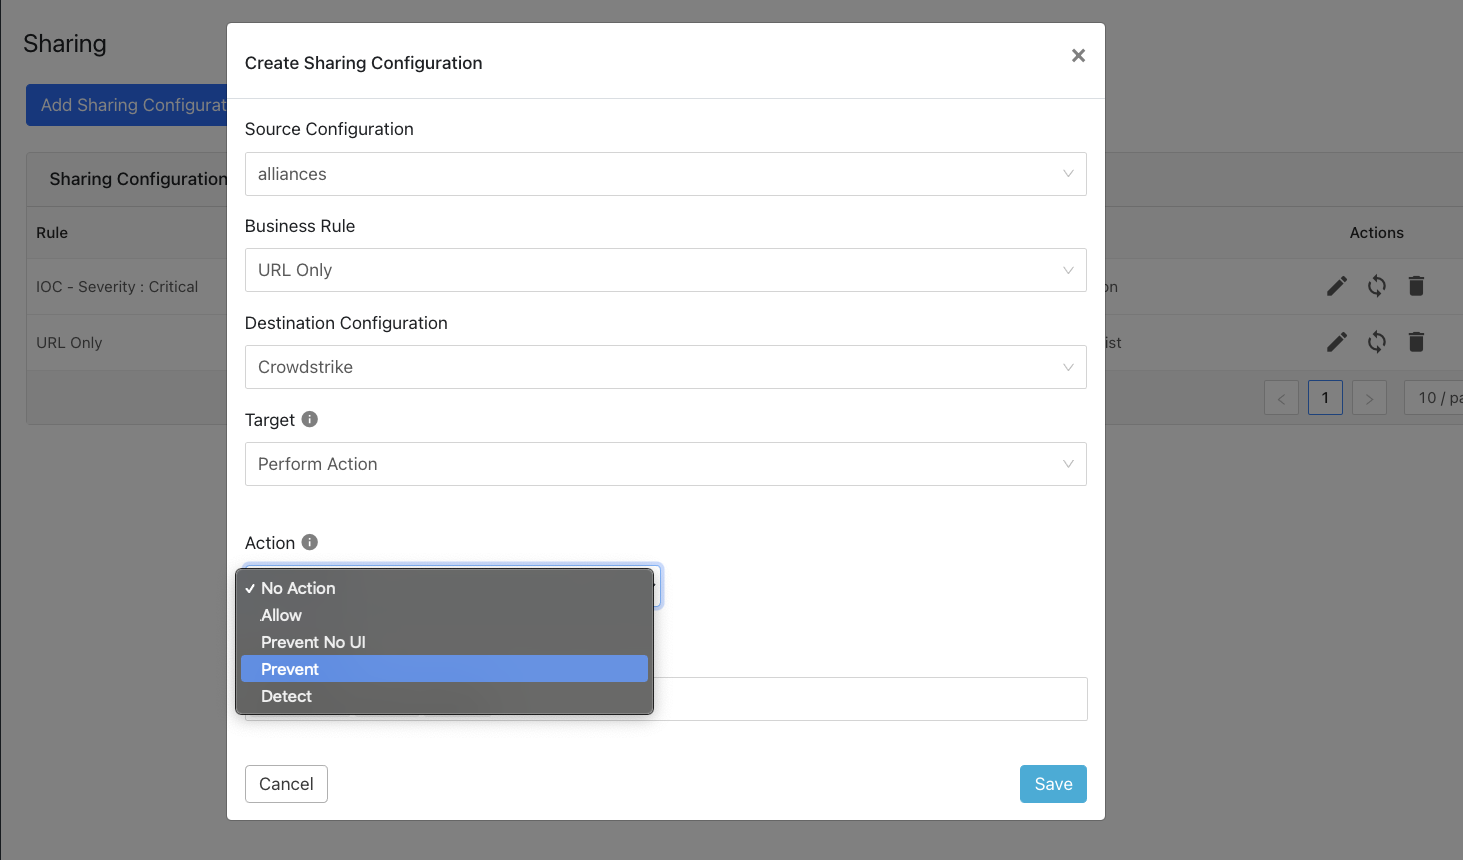 Sharing
Add Sharing Configurat
Sharing Configuration
Rule
Actions
IOC - Severity : Critical
on
URL Only
ist
1
10 / pa
Create Sharing Configuration
Source Configuration
alliances
Business Rule
URL Only
Destination Configuration
Crowdstrike
Target
Perform Action
Action
No Action
Allow
Prevent No UI
Prevent
Detect
Cancel
Save